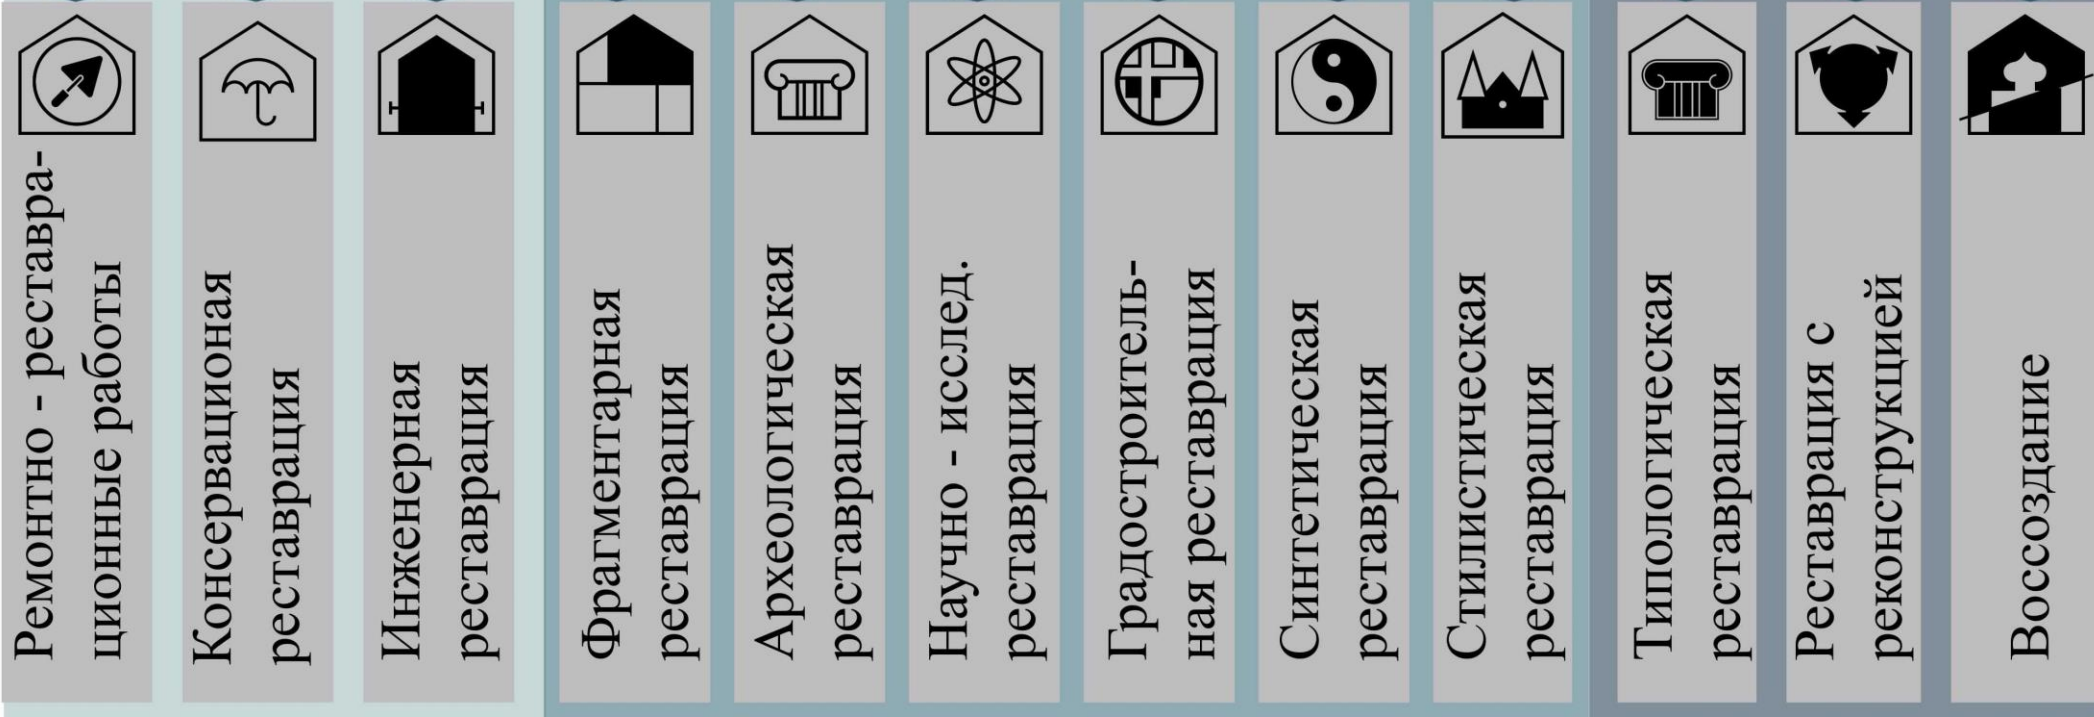 Ремонтно - реставра-
ционные работы
Консервационая
реставрация
Инженерная
реставрация
Фрагментарная
реставрация
Археологическая
реставрация
Научно - исслед.
реставрация
Градостроитель-
ная реставрация
Синтетическая
реставрация
Стилистическая
реставрация
Типологическая
реставрация
Реставрация с
реконструкцией
Воссоздание